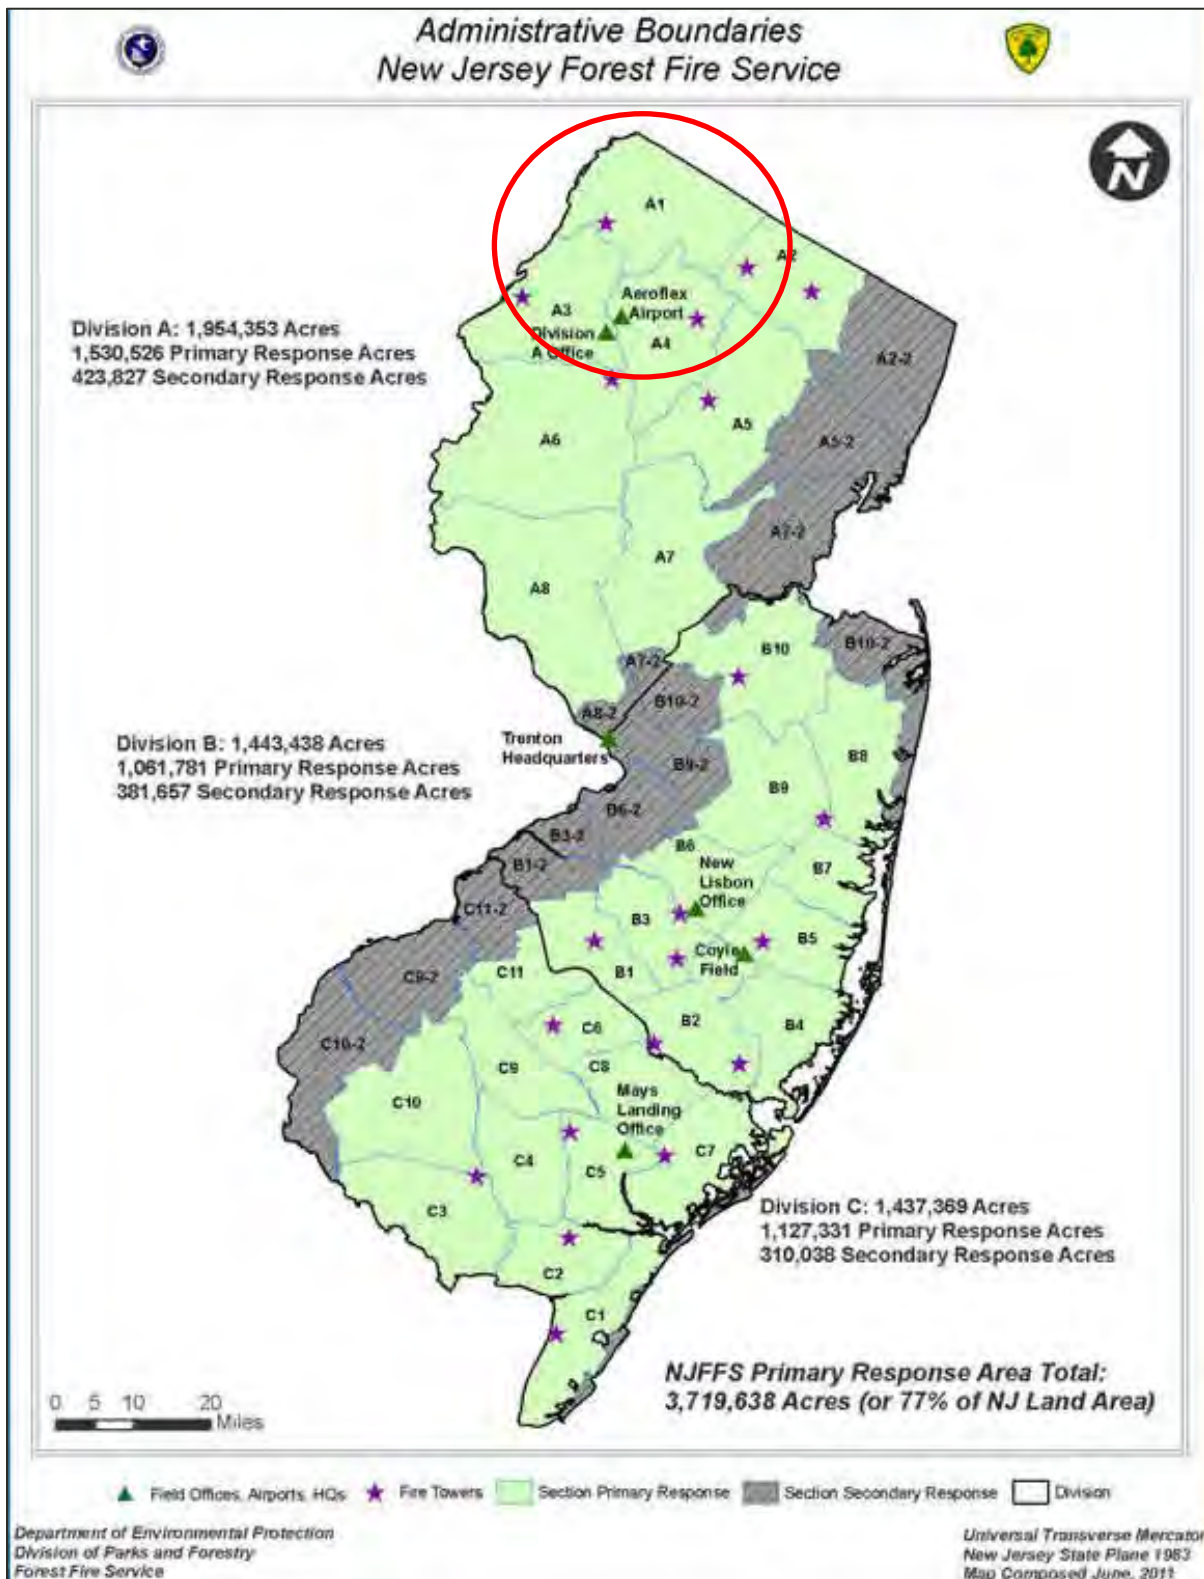 Administrative Boundaries
New Jersey Forest Fire Service
N
A1
A2
Aeroflex
Airport
A3
Division
A Office
A4
Division A: 1,954,353 Acres
1,530,526 Primary Response Acres
423,827 Secondary Response Acres
A2-2
A5
A5-2
A6
A7-2
A7
A8
B10
B10-2
A7-2
B10-2
A8-2
Trenton
Headquarters
Division B: 1,443,438 Acres
1,061,781 Primary Response Acres
381,657 Secondary Response Acres
B8
B9-2
B9
B6-2
B3-2
B6
B1-2
New
Lisbon
Office
B7
C11-2
B3
B5
Coyle
Field
C11
B1
C9-2
B2
B4
C6
C10-2
C9
C8
Mays
Landing
Office
C10
C7
C4
C5
C3
Division C: 1,437,369 Acres
1,127,331 Primary Response Acres
310,038 Secondary Response Acres
C2
C1
NJFFS Primary Response Area Total:
3,719,638 Acres (or 77% of NJ Land Area)
0 5 10 20
Miles
Field Offices, Airports, HQs Fire Towers Section Primary Response Section Secondary Response Division
Department of Environmental Protection
Division of Parks and Forestry
Forest Fire Service
Universal Transverse Mercator
New Jersey State Plane 1983
Map Composed June, 2011